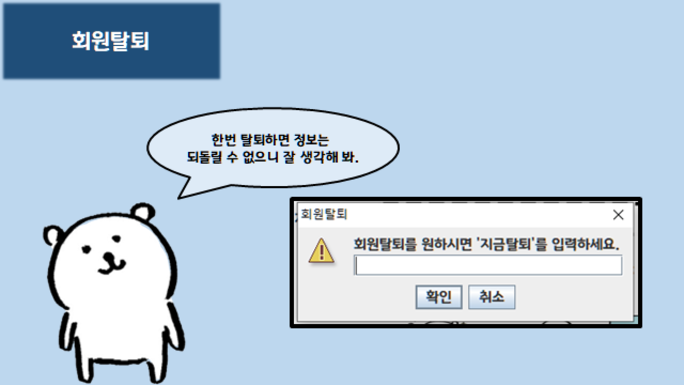 회원탈퇴
한번 탈퇴하면 정보는
되돌릴 수 없으니 잘 생각해 봐.
회원탈퇴
회원탈퇴를 원하시면 '지금탈퇴'를 입력하세요.
확인 취소